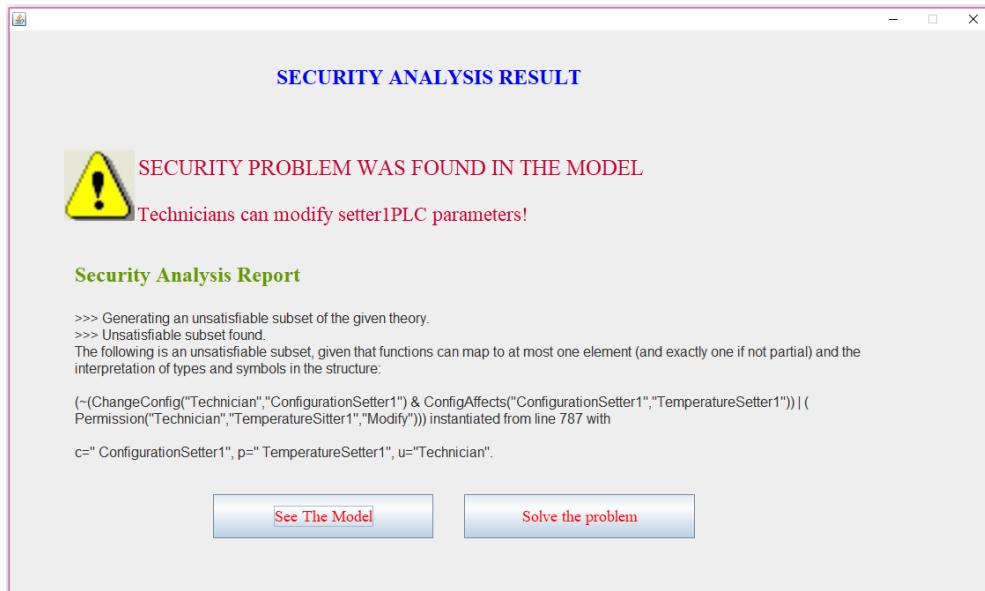 SECURITY ANALYSIS RESULT
SECURITY PROBLEM WAS FOUND IN THE MODEL
Technicians can modify setter1PLC parameters!
Security Analysis Report
>>> Generating an unsatisfiable subset of the given theory.
>>> Unsatisfiable subset found.
The following is an unsatisfiable subset, given that functions can map to at most one element (and exactly one if not partial) and the
interpretation of types and symbols in the structure:
(~(ChangeConfig("Technician","ConfigurationSetter1") & ConfigAffects("ConfigurationSetter1","TemperatureSetter1")) | (
Permission("Technician","TemperatureSitter1","Modify"))) instantiated from line 787 with
c=" ConfigurationSetter1", p=" TemperatureSetter1", u="Technician".
See The Model
Solve the problem